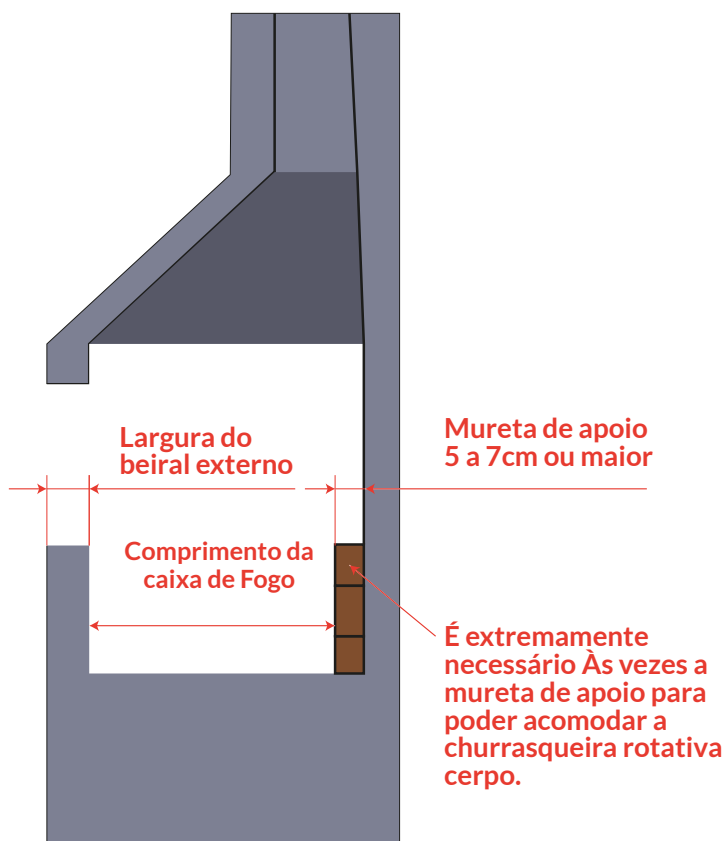 Largura do
beiral externo
Mureta de apoio
5 a 7cm ou maior
Comprimento da
caixa de Fogo
É extremamente
necessário Às vezes a
mureta de apoio para
poder acomodar a
churrasqueira rotativa
cerpo.